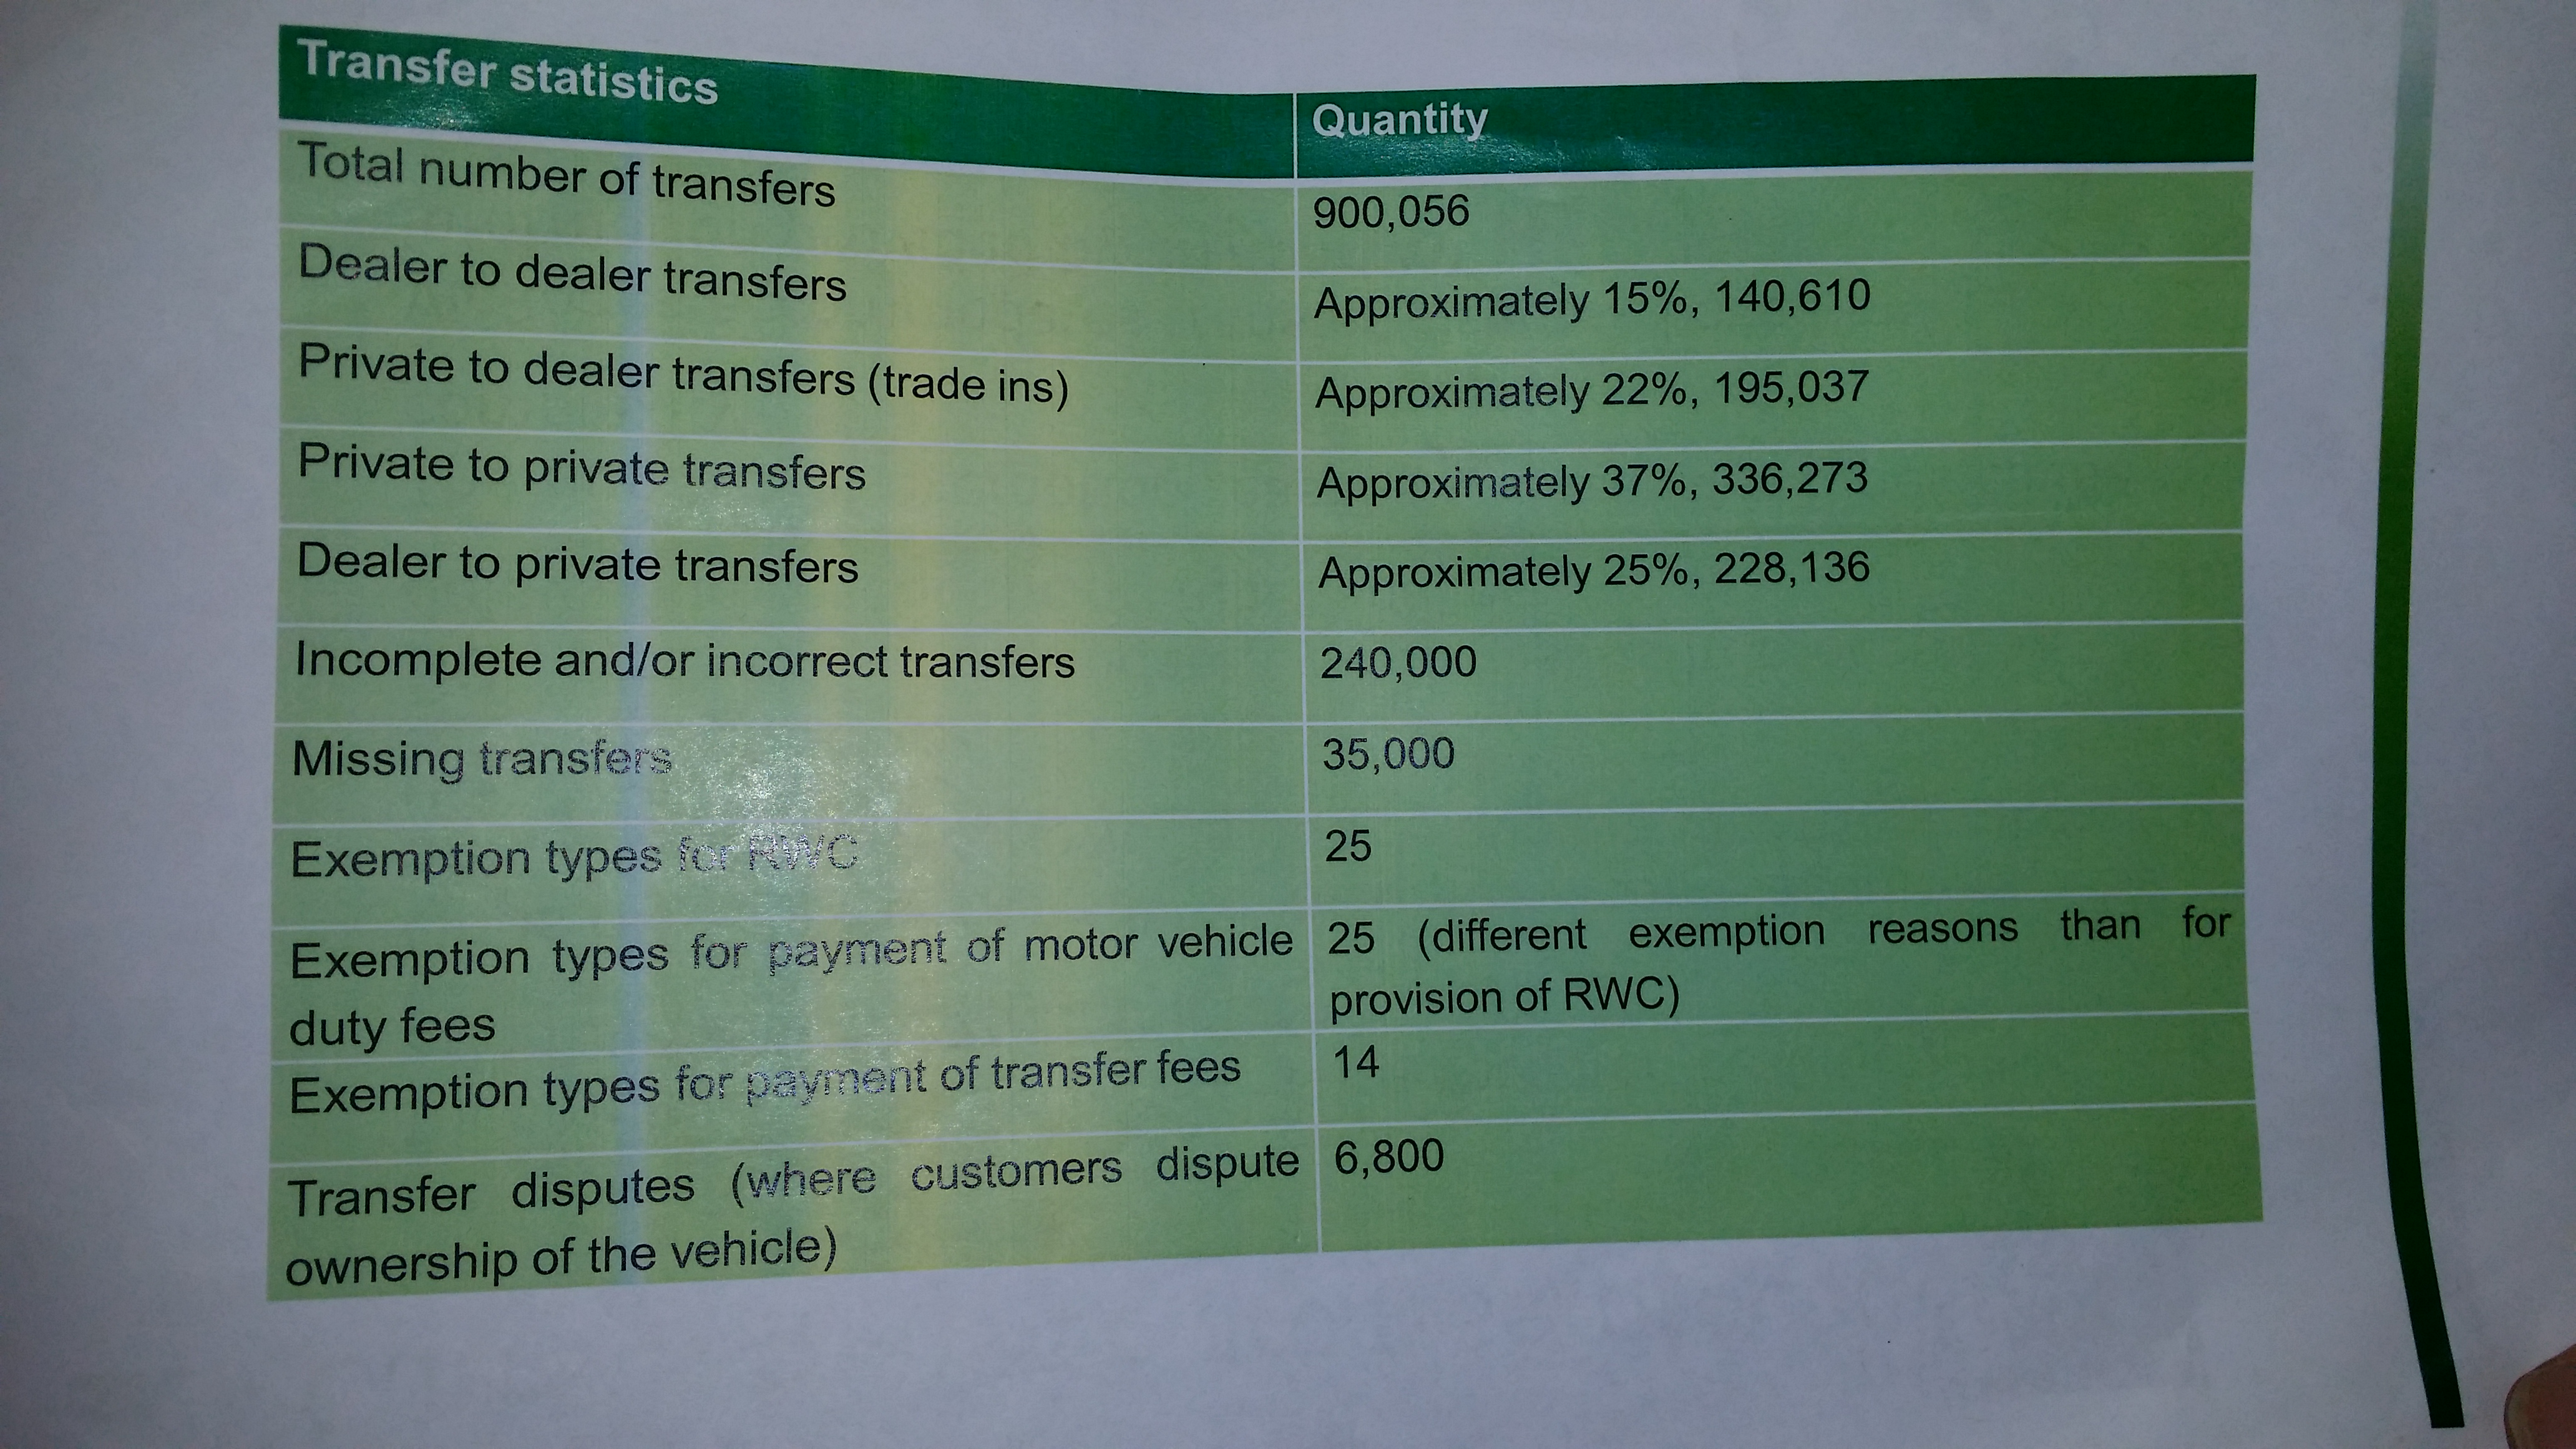 Transfer statistics
Quantity
Total number of transfers
900,056
Dealer to dealer transfers
Approximately 15%, 140,610
Private to dealer transfers (trade ins)
Approximately 22%, 195,037
Private to private transfers
Approximately 37%, 336,273
Dealer to private transfers
Approximately 25%, 228,136
Incomplete and/or incorrect transfers
240,000
Missing transfers
35,000
Exemption types for RWC
25
Exemption types for payment of motor vehicle
duty fees
25 (different exemption reasons than for
provision of RWC)
Exemption types for payment of transfer fees
14
Transfer disputes (where customers dispute
ownership of the vehicle)
6,800